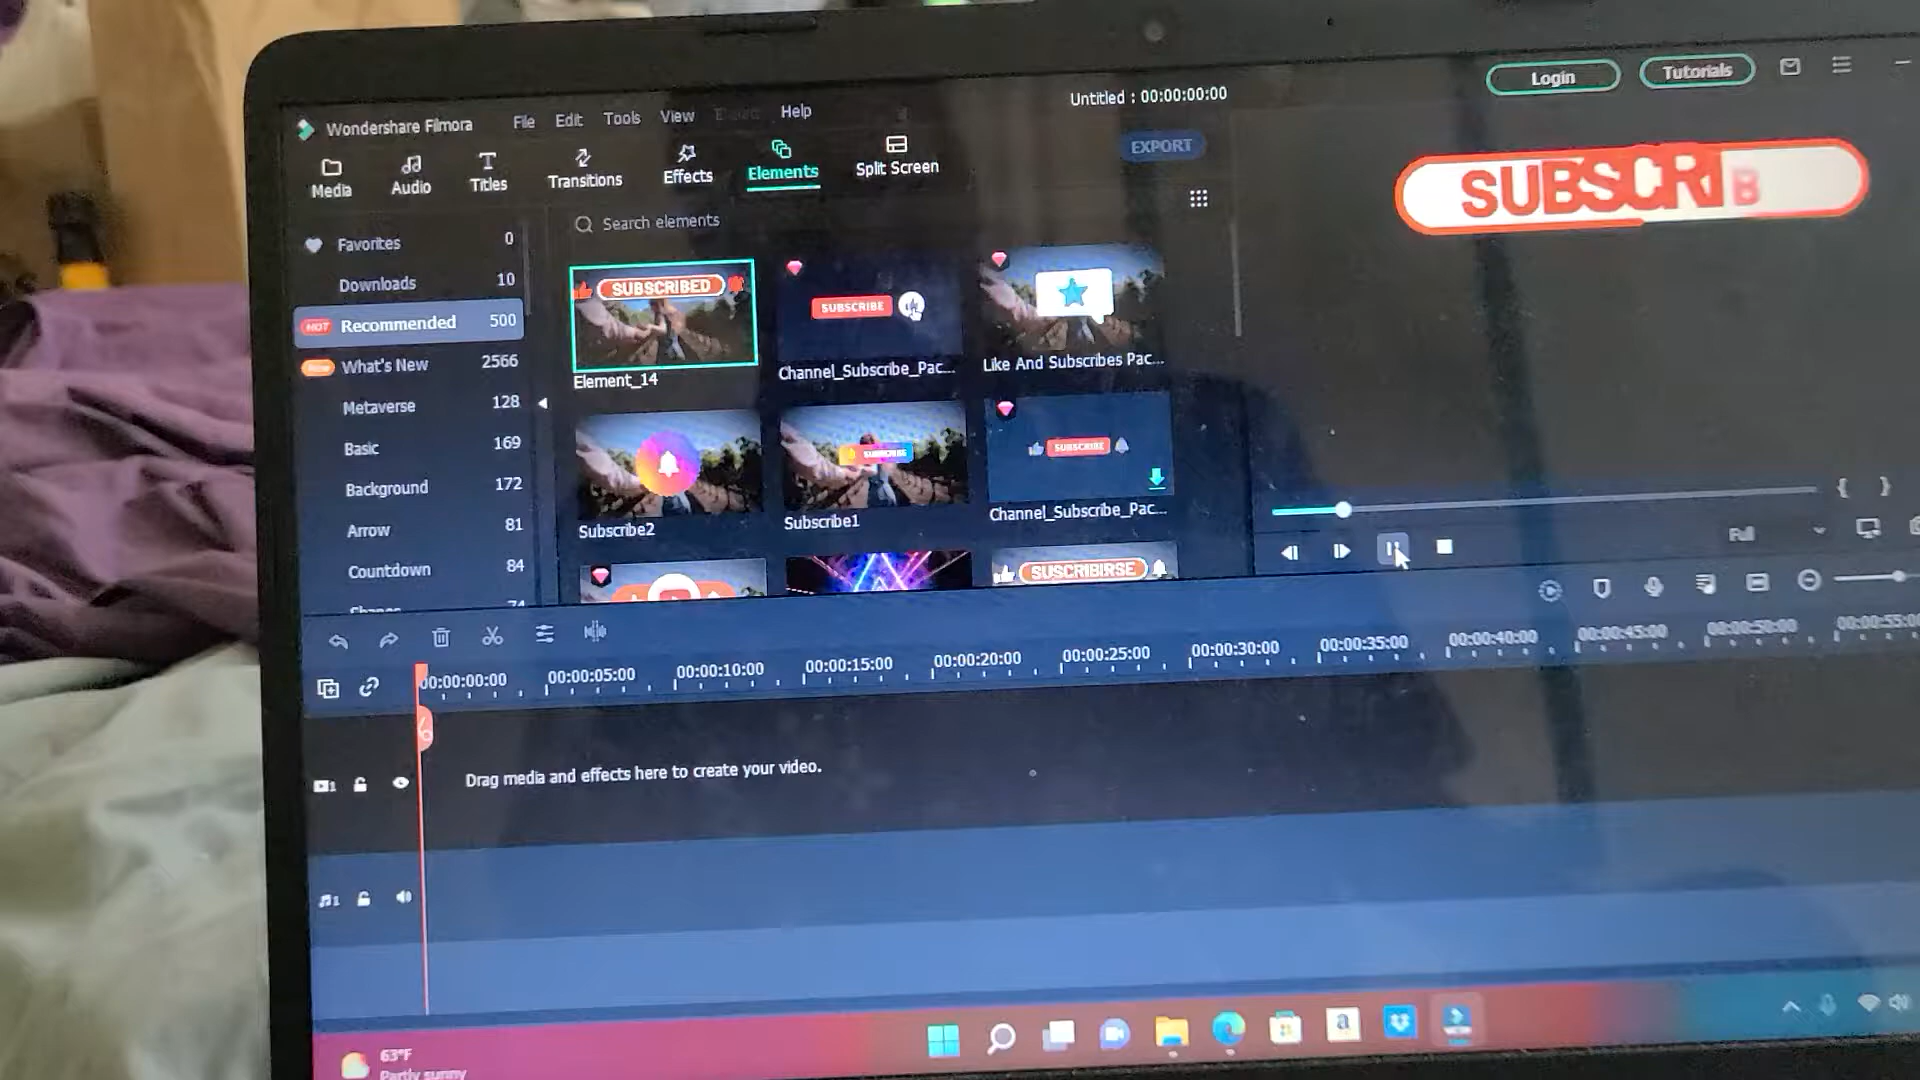 Untitled : 00:00:00:00
Login
Tutorials
Wondershare Filmora
File Edit Tools View Help
Media
Audio
Titles
Transitions
Effects
Elements
Split Screen
EXPORT
SUBSCRIB
Search elements
Favorites 0
Downloads 10
HOT Recommended 500
What's New 2566
Metaverse 128
Basic 169
Background 172
Arrow 81
Countdown 84
74
SUBSCRIBED
Element_14
SUBSCRIBE
Channel_Subscribe_Pac...
Like And Subscribes Pac...
Subscribe2
SUBSCRIBE
Subscribe1
SUBSCRIBE
Channel_Subscribe_Pac...
SUSCRIBIRSE
Full
00:00:00:00 00:00:05:00 00:00:10:00 00:00:15:00 00:00:20:00 00:00:25:00 00:00:30:00 00:00:35:00 00:00:40:00 00:00:45:00 00:00:50:00 00:00:55:00
1
Drag media and effects here to create your video.
1
63°F
Partly sunny